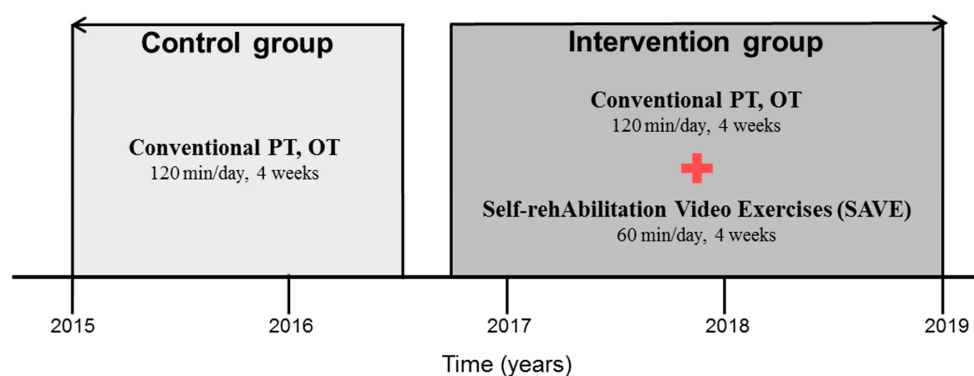 Control group
Conventional PT, OT
120 min/day, 4 weeks
Intervention group
Conventional PT, OT
120 min/day, 4 weeks
Self-rehAbilitation Video Exercises (SAVE)
60 min/day, 4 weeks
2015
2016
2017
2018
2019
Time (years)